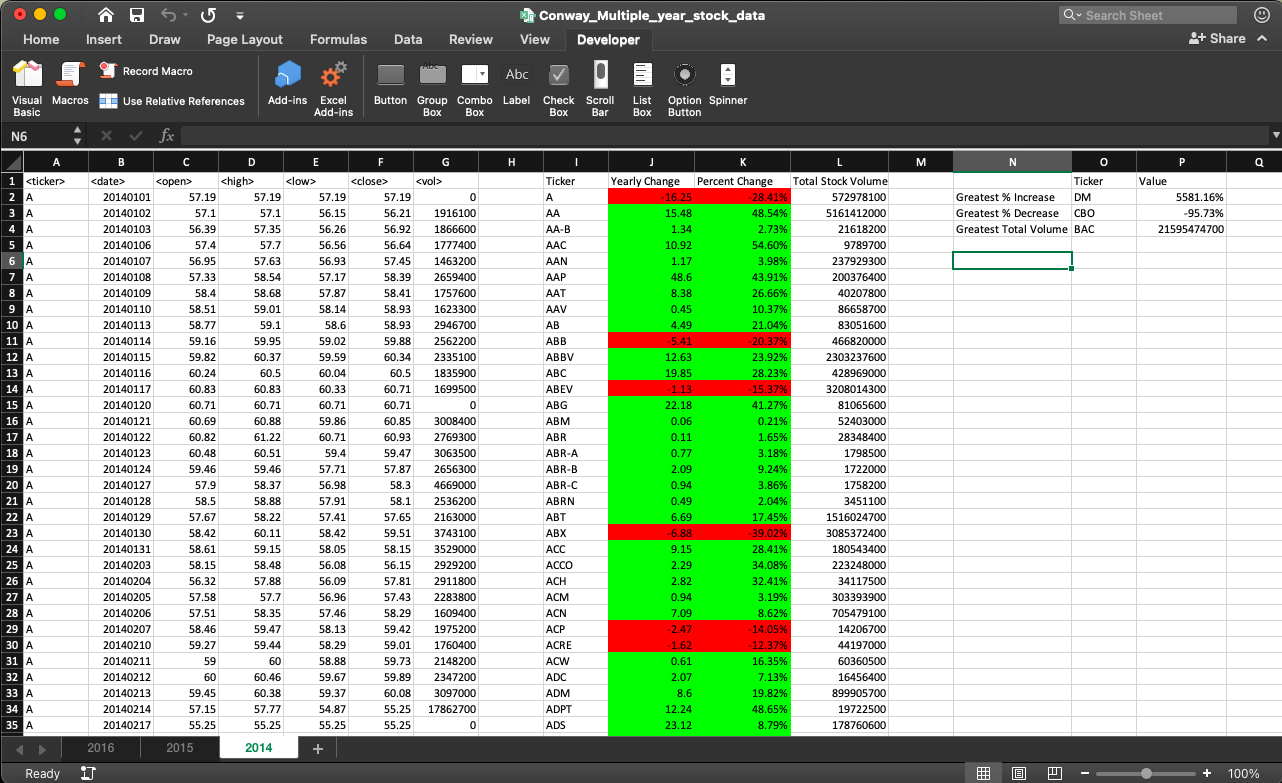 Conway_Multiple_year_stock_data
Search Sheet
Home Insert Draw Page Layout Formulas Data Review View Developer Share
Visual Basic Macros Record Macro Use Relative References Add-ins Excel Add-ins Button Abc Group Box Combo Box Abc Label Check Box Scroll Bar List Box Option Button Spinner
N6 fx
A B C D E F G H I J K L M N O P Q
1 <ticker> <date> <open> <high> <low> <close> <vol> Ticker Yearly Change Percent Change Total Stock Volume Ticker Value
2 A 20140101 57.19 57.19 57.19 57.19 0 A -16.25 -28.41% 572978100 Greatest % Increase DM 5581.16%
3 A 20140102 57.1 57.1 56.15 56.21 1916100 AA 15.48 48.54% 5161412000 Greatest % Decrease CBO -95.73%
4 A 20140103 56.39 57.35 56.26 56.92 1866600 AA-B 1.34 2.73% 21618200 Greatest Total Volume BAC 21595474700
5 A 20140106 57.4 57.7 56.56 56.64 1777400 AAC 10.92 54.60% 9789700
6 A 20140107 56.95 57.63 56.93 57.45 1463200 AAN 1.17 3.98% 237929300
7 A 20140108 57.33 58.54 57.17 58.39 2659400 AAP 48.6 43.91% 200376400
8 A 20140109 58.4 58.68 57.87 58.41 1757600 AAT 8.38 26.66% 40207800
9 A 20140110 58.51 59.01 58.14 58.93 1623300 AAV 0.45 10.37% 86658700
10 A 20140113 58.77 59.1 58.6 58.93 2946700 AB 4.49 21.04% 83051600
11 A 20140114 59.16 59.95 59.02 59.88 2562200 ABB -5.41 -20.37% 466820000
12 A 20140115 59.82 60.37 59.59 60.34 2335100 ABBV 12.63 23.92% 2303237600
13 A 20140116 60.24 60.5 60.04 60.5 1835900 ABC 19.85 28.23% 428969000
14 A 20140117 60.83 60.83 60.33 60.71 1699500 ABEV -1.13 -15.37% 3208014300
15 A 20140120 60.71 60.71 60.71 60.71 0 ABG 22.18 41.27% 81065600
16 A 20140121 60.69 60.88 59.86 60.85 3008400 ABM 0.06 0.21% 52403000
17 A 20140122 60.82 61.22 60.71 60.93 2769300 ABR 0.11 1.65% 28348400
18 A 20140123 60.48 60.51 59.4 59.47 3063500 ABR-A 0.77 3.18% 1798500
19 A 20140124 59.46 59.46 57.71 57.87 2656300 ABR-B 2.09 9.24% 1722000
20 A 20140127 57.9 58.37 56.98 58.3 4669000 ABR-C 0.94 3.86% 1758200
21 A 20140128 58.5 58.88 57.91 58.1 2536200 ABRN 0.49 2.04% 3451100
22 A 20140129 57.67 58.22 57.41 57.65 2163000 ABT 6.69 17.45% 1516024700
23 A 20140130 58.42 60.11 58.42 59.51 3743100 ABX -6.88 -39.02% 3085372400
24 A 20140131 58.61 59.15 58.05 58.15 3529000 ACC 9.15 28.41% 180543400
25 A 20140203 58.15 58.48 56.08 56.15 2929200 ACCO 2.29 34.08% 223248000
26 A 20140204 56.32 57.88 56.09 57.81 2911800 ACH 2.82 32.41% 34117500
27 A 20140205 57.58 57.7 56.96 57.43 2283800 ACM 0.94 3.19% 303393900
28 A 20140206 57.51 58.35 57.46 58.29 1609400 ACN 7.09 8.62% 705479100
29 A 20140207 58.46 59.47 58.13 59.42 1975200 ACP -2.47 -14.05% 14206700
30 A 20140210 59.27 59.44 58.29 59.01 1760400 ACRE -1.62 -12.37% 44197000
31 A 20140211 59 60 58.88 59.73 2148200 ACW 0.61 16.35% 60360500
32 A 20140212 60 60.46 59.67 59.89 2347200 ADC 2.07 7.13% 16456400
33 A 20140213 59.45 60.38 59.37 60.08 3097000 ADM 8.6 19.82% 899905700
34 A 20140214 57.15 57.77 54.87 55.25 17862700 ADPT 12.24 48.65% 19722500
35 A 20140217 55.25 55.25 55.25 55.25 0 ADS 23.12 8.79% 178760600
2016 2015 2014
Ready 100%